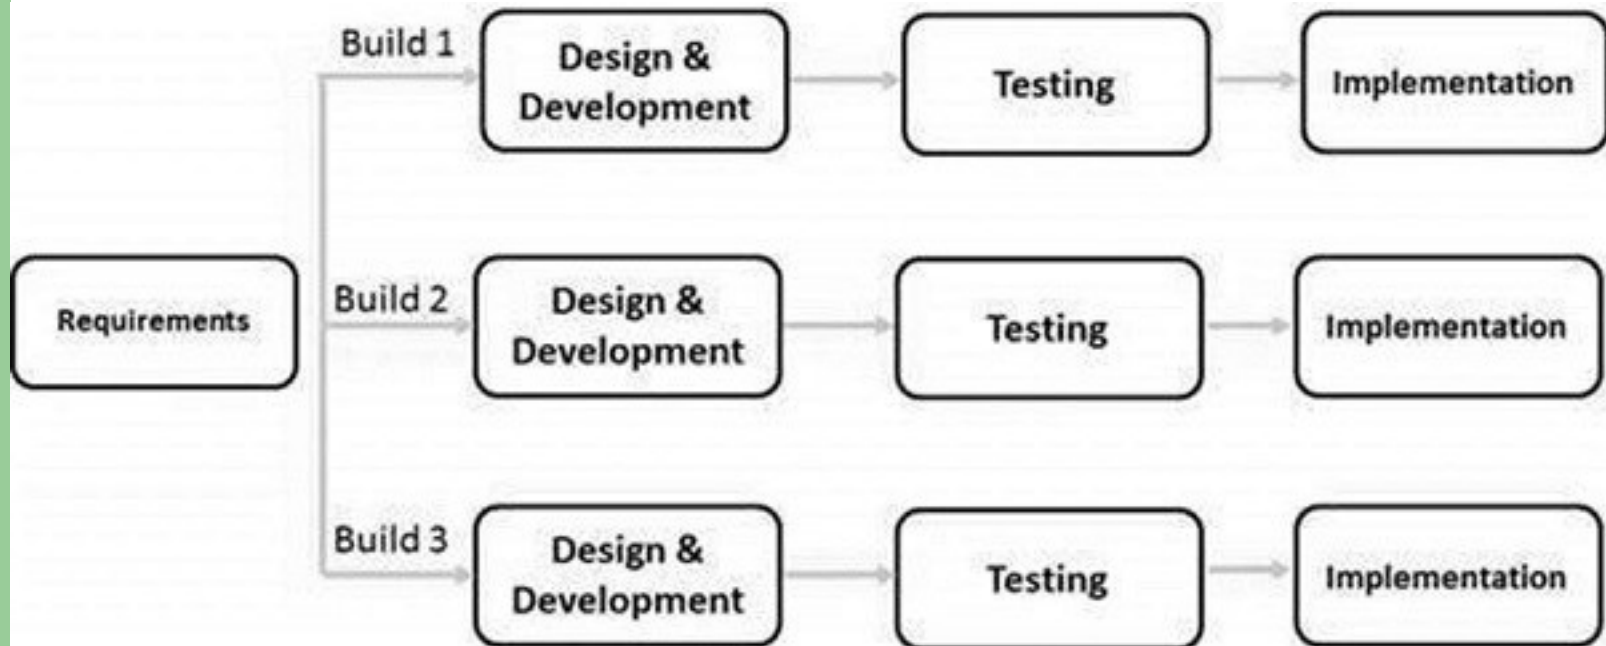 Build 1
Design &
Development
Testing
Implementation
Requirements
Build 2
Design &
Development
Testing
Implementation
Build 3
Design &
Development
Testing
Implementation